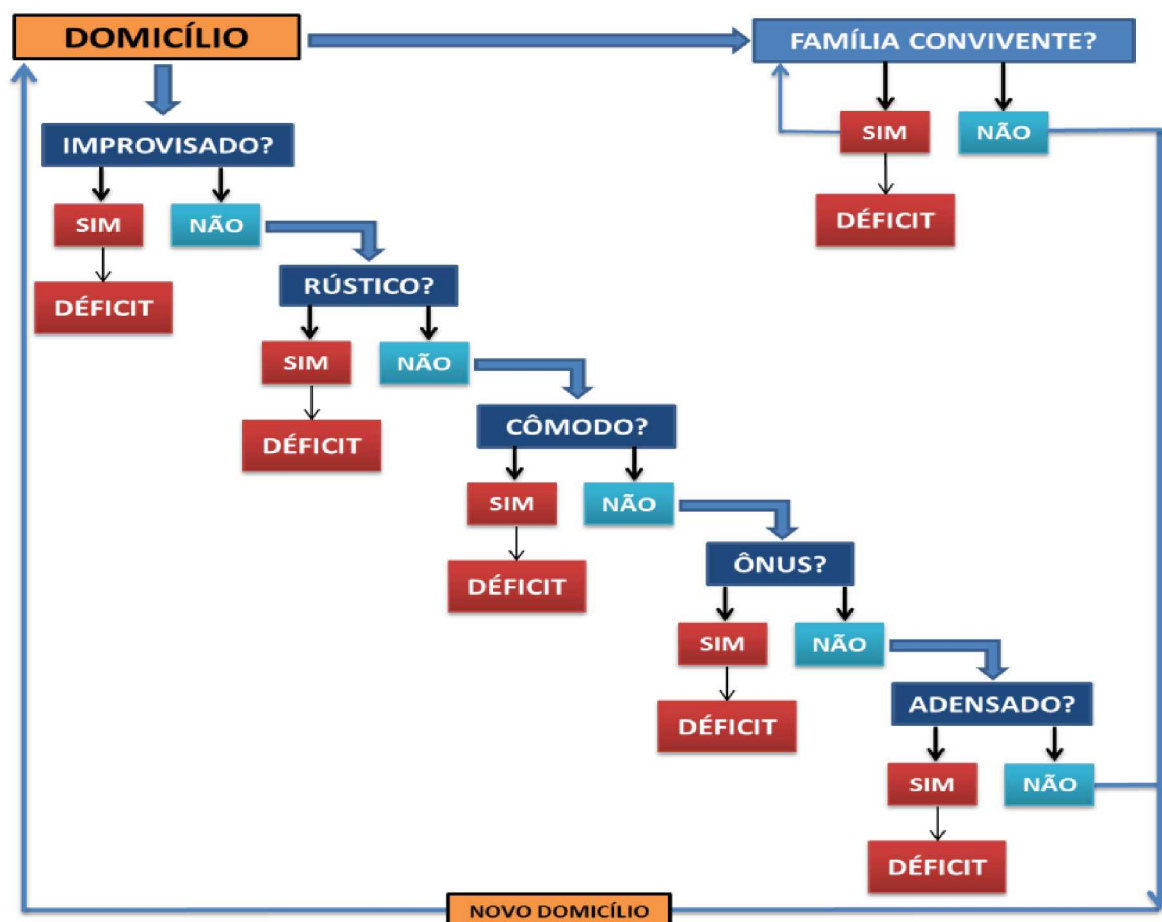 DOMICÍLIO
FAMÍLIA CONVIVENTE?
SIM
NÃO
DÉFICIT
IMPROVISADO?
SIM
NÃO
DÉFICIT
RÚSTICO?
SIM
NÃO
DÉFICIT
CÔMODO?
SIM
NÃO
DÉFICIT
ÔNUS?
SIM
NÃO
DÉFICIT
ADENSADO?
SIM
NÃO
DÉFICIT
NOVO DOMICÍLIO